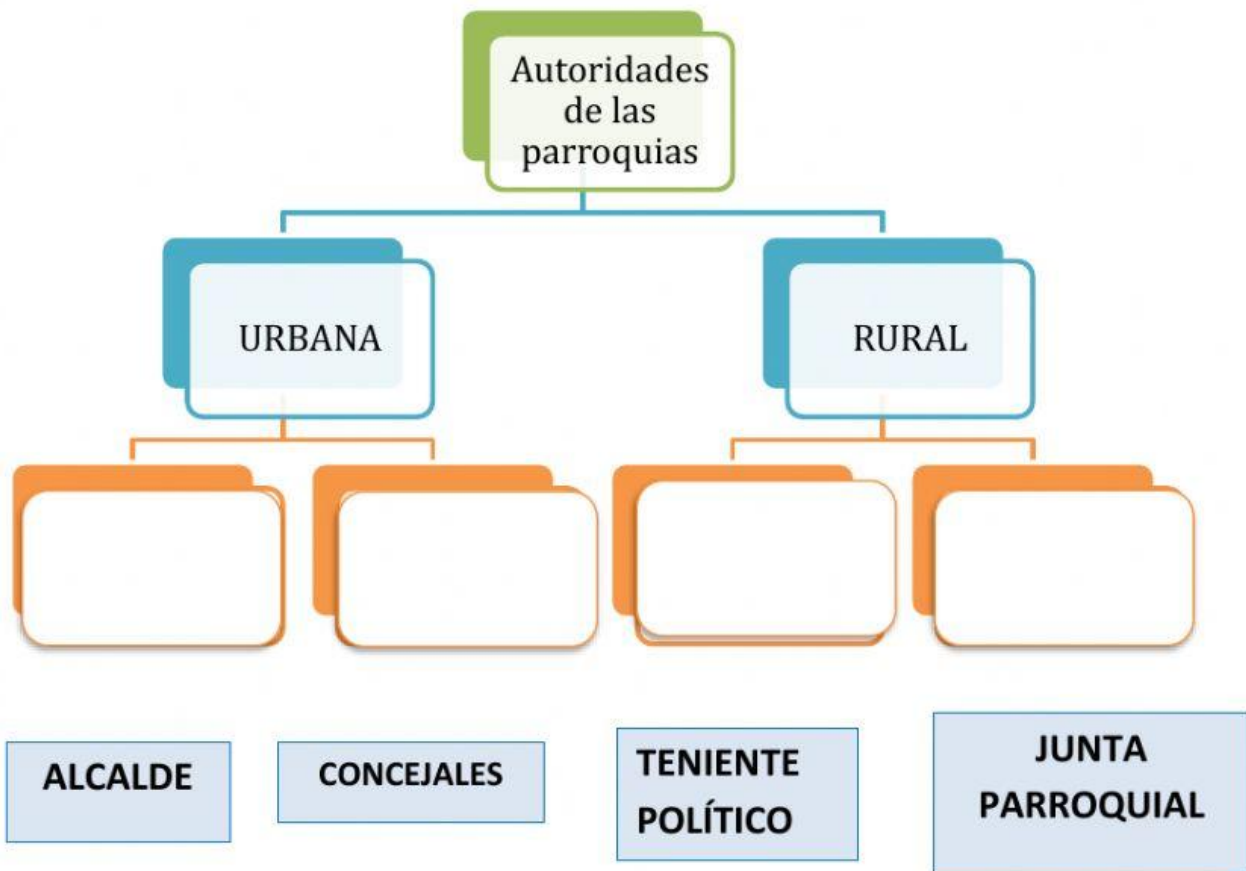 Autoridades
de las
parroquias
URBANA
RURAL
ALCALDE
CONCEJALES
TENIENTE
POLÍTICO
JUNTA
PARROQUIAL